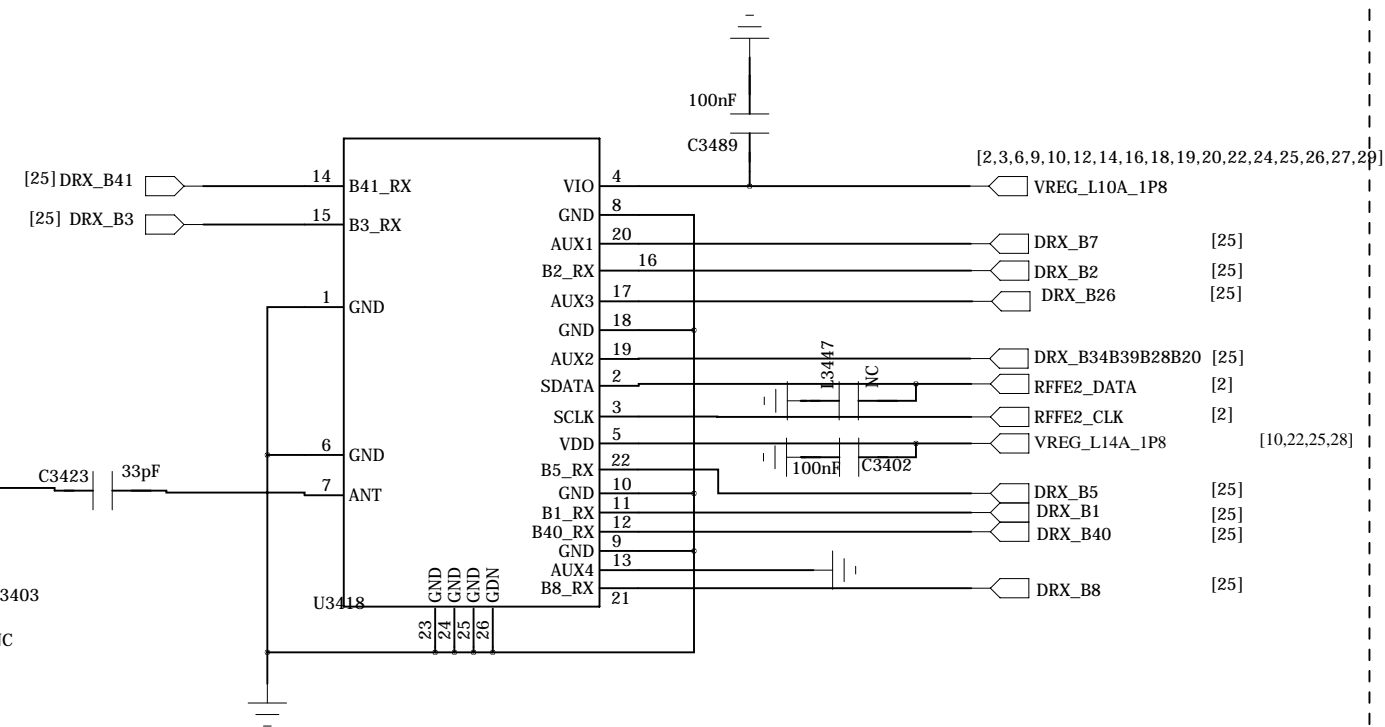 100nF
C3489
[2,3,6,9,10,12,14,16,18,19,20,22,24,25,26,27,29]
[25] DRX_B41 14 B41_RX
VIO 4 VREG_L10A_1P8
[25] DRX_B3 15 B3_RX
GND 8
AUX1 20 DRX_B7 [25]
B2_RX 16 DRX_B2 [25]
1 GND
AUX3 17 DRX_B26 [25]
GND 18
AUX2 19 DRX_B34B39B28B20 [25]
L3447
NC
SDATA 2 RFFE2_DATA [2]
SCLK 3 RFFE2_CLK [2]
VDD 5 VREG_L14A_1P8 [10,22,25,28]
6 GND
100nF C3402
B5_RX 22 DRX_B5 [25]
C3423 33pF
7 ANT
GND 10
B1_RX 11 DRX_B1 [25]
B40_RX 12 DRX_B40 [25]
GND 9
AUX4 13
B8_RX 21 DRX_B8 [25]
GND
GND
GND
GDN
3403
U3418
23
24
25
26